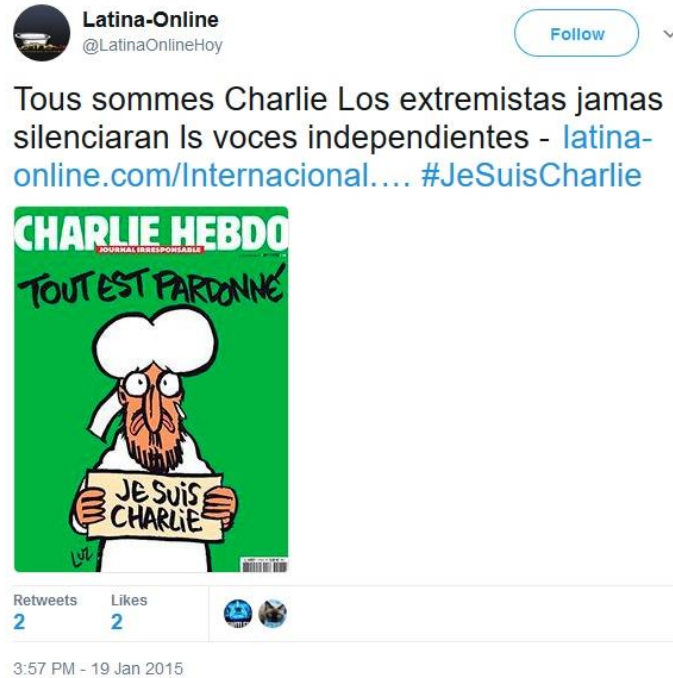 Latina-Online
@LatinaOnlineHoy
Follow
Tous sommes Charlie Los extremistas jamas
silenciaran ls voces independientes - latina-
online.com/Internacional…. #JeSuisCharlie
CHARLIE HEBDO
JOURNAL IRRESPONSABLE
TOUT EST PARDONNÉ
JE SUIS
CHARLIE
LUZ
Retweets Likes
2 2
3:57 PM - 19 Jan 2015